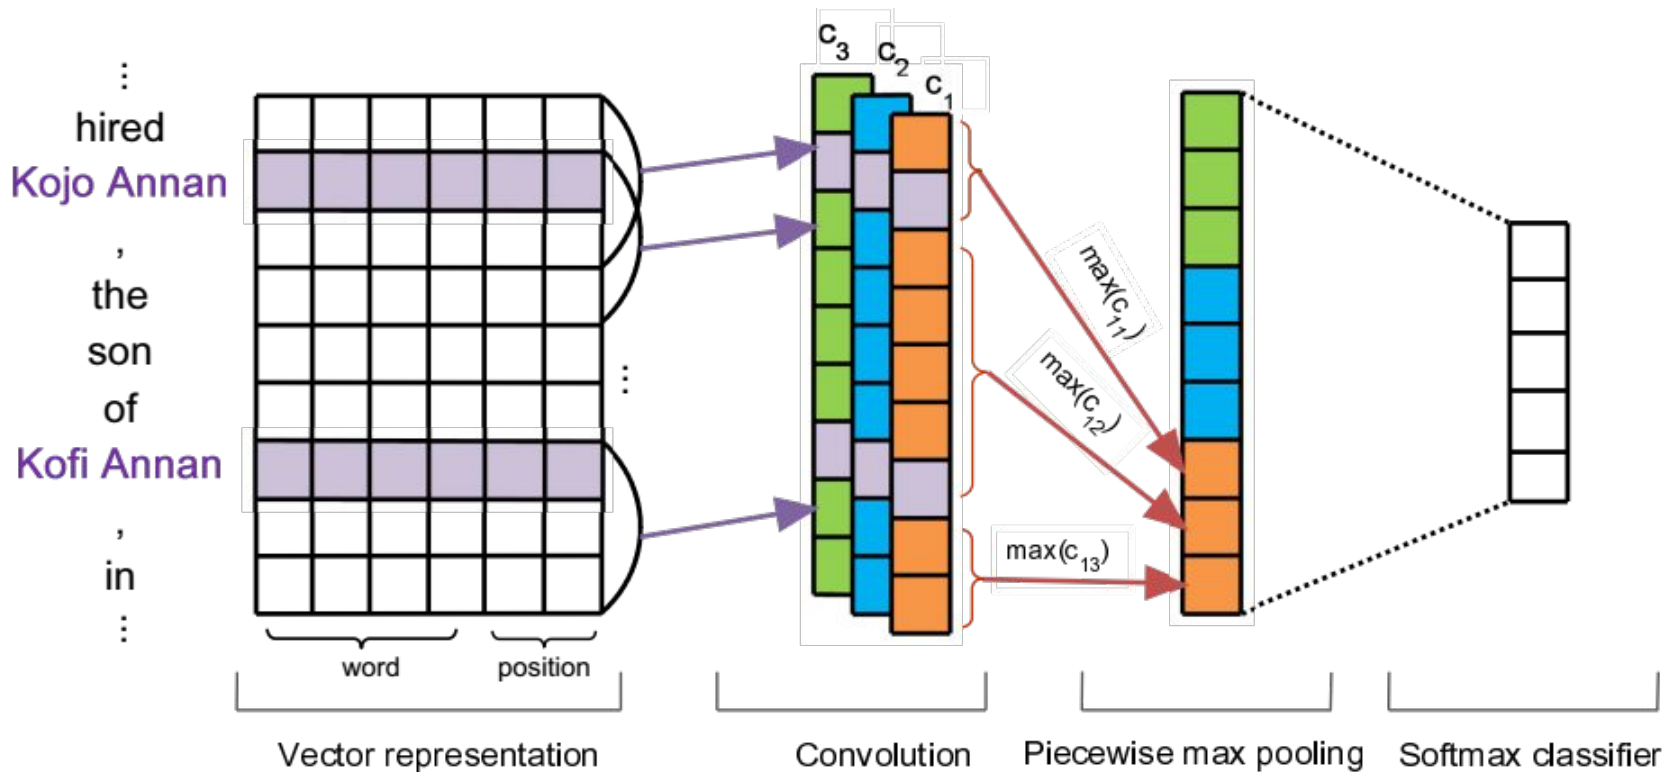 ⋮
hired
Kojo Annan
,
the
son
of
Kofi Annan
,
in
⋮
word
position
⋮
c3
c2
c1
max(c11)
max(c12)
max(c13)
Vector representation
Convolution
Piecewise max pooling
Softmax classifier